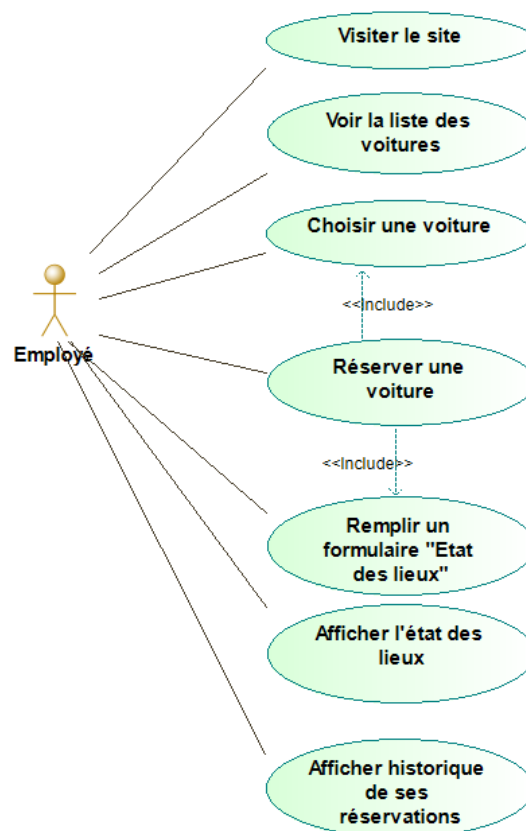 Visiter le site
Voir la liste des
voitures
Choisir une voiture
<<Include>>
Employé
Réserver une
voiture
<<Include>>
Remplir un
formulaire "Etat
des lieux"
Afficher l'état des
lieux
Afficher historique
de ses
réservations